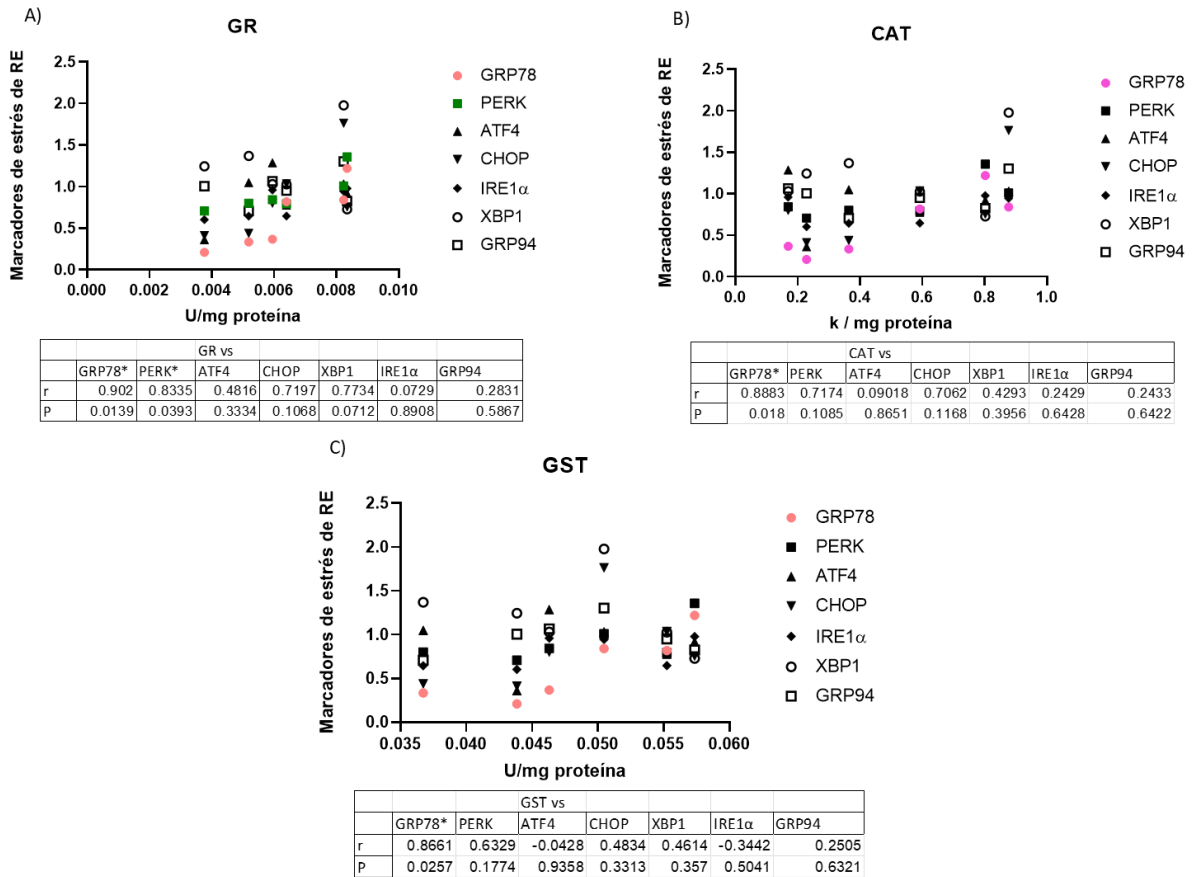 A)
GR
Marcadores de estrés de RE
2.5
2.0
1.5
1.0
0.5
0.0
0.000 0.002 0.004 0.006 0.008 0.010
U/mg proteína
GRP78
PERK
ATF4
CHOP
IRE1α
XBP1
GRP94
GR vs
GRP78* PERK* ATF4 CHOP XBP1 IRE1α GRP94
r 0.902 0.8335 0.4816 0.7197 0.7734 0.0729 0.2831
P 0.0139 0.0393 0.3334 0.1068 0.0712 0.8908 0.5867
B)
CAT
Marcadores de estrés de RE
2.5
2.0
1.5
1.0
0.5
0.0
0.0 0.2 0.4 0.6 0.8 1.0
k / mg proteína
GRP78
PERK
ATF4
CHOP
IRE1α
XBP1
GRP94
CAT vs
GRP78* PERK ATF4 CHOP XBP1 IRE1α GRP94
r 0.8883 0.7174 0.09018 0.7062 0.4293 0.2429 0.2433
P 0.018 0.1085 0.8651 0.1168 0.3956 0.6428 0.6422
C)
GST
Marcadores de estrés de RE
2.5
2.0
1.5
1.0
0.5
0.0
0.035 0.040 0.045 0.050 0.055 0.060
U/mg proteína
GRP78
PERK
ATF4
CHOP
IRE1α
XBP1
GRP94
GST vs
GRP78* PERK ATF4 CHOP XBP1 IRE1α GRP94
r 0.8661 0.6329 -0.0428 0.4834 0.4614 -0.3442 0.2505
P 0.0257 0.1774 0.9358 0.3313 0.357 0.5041 0.6321